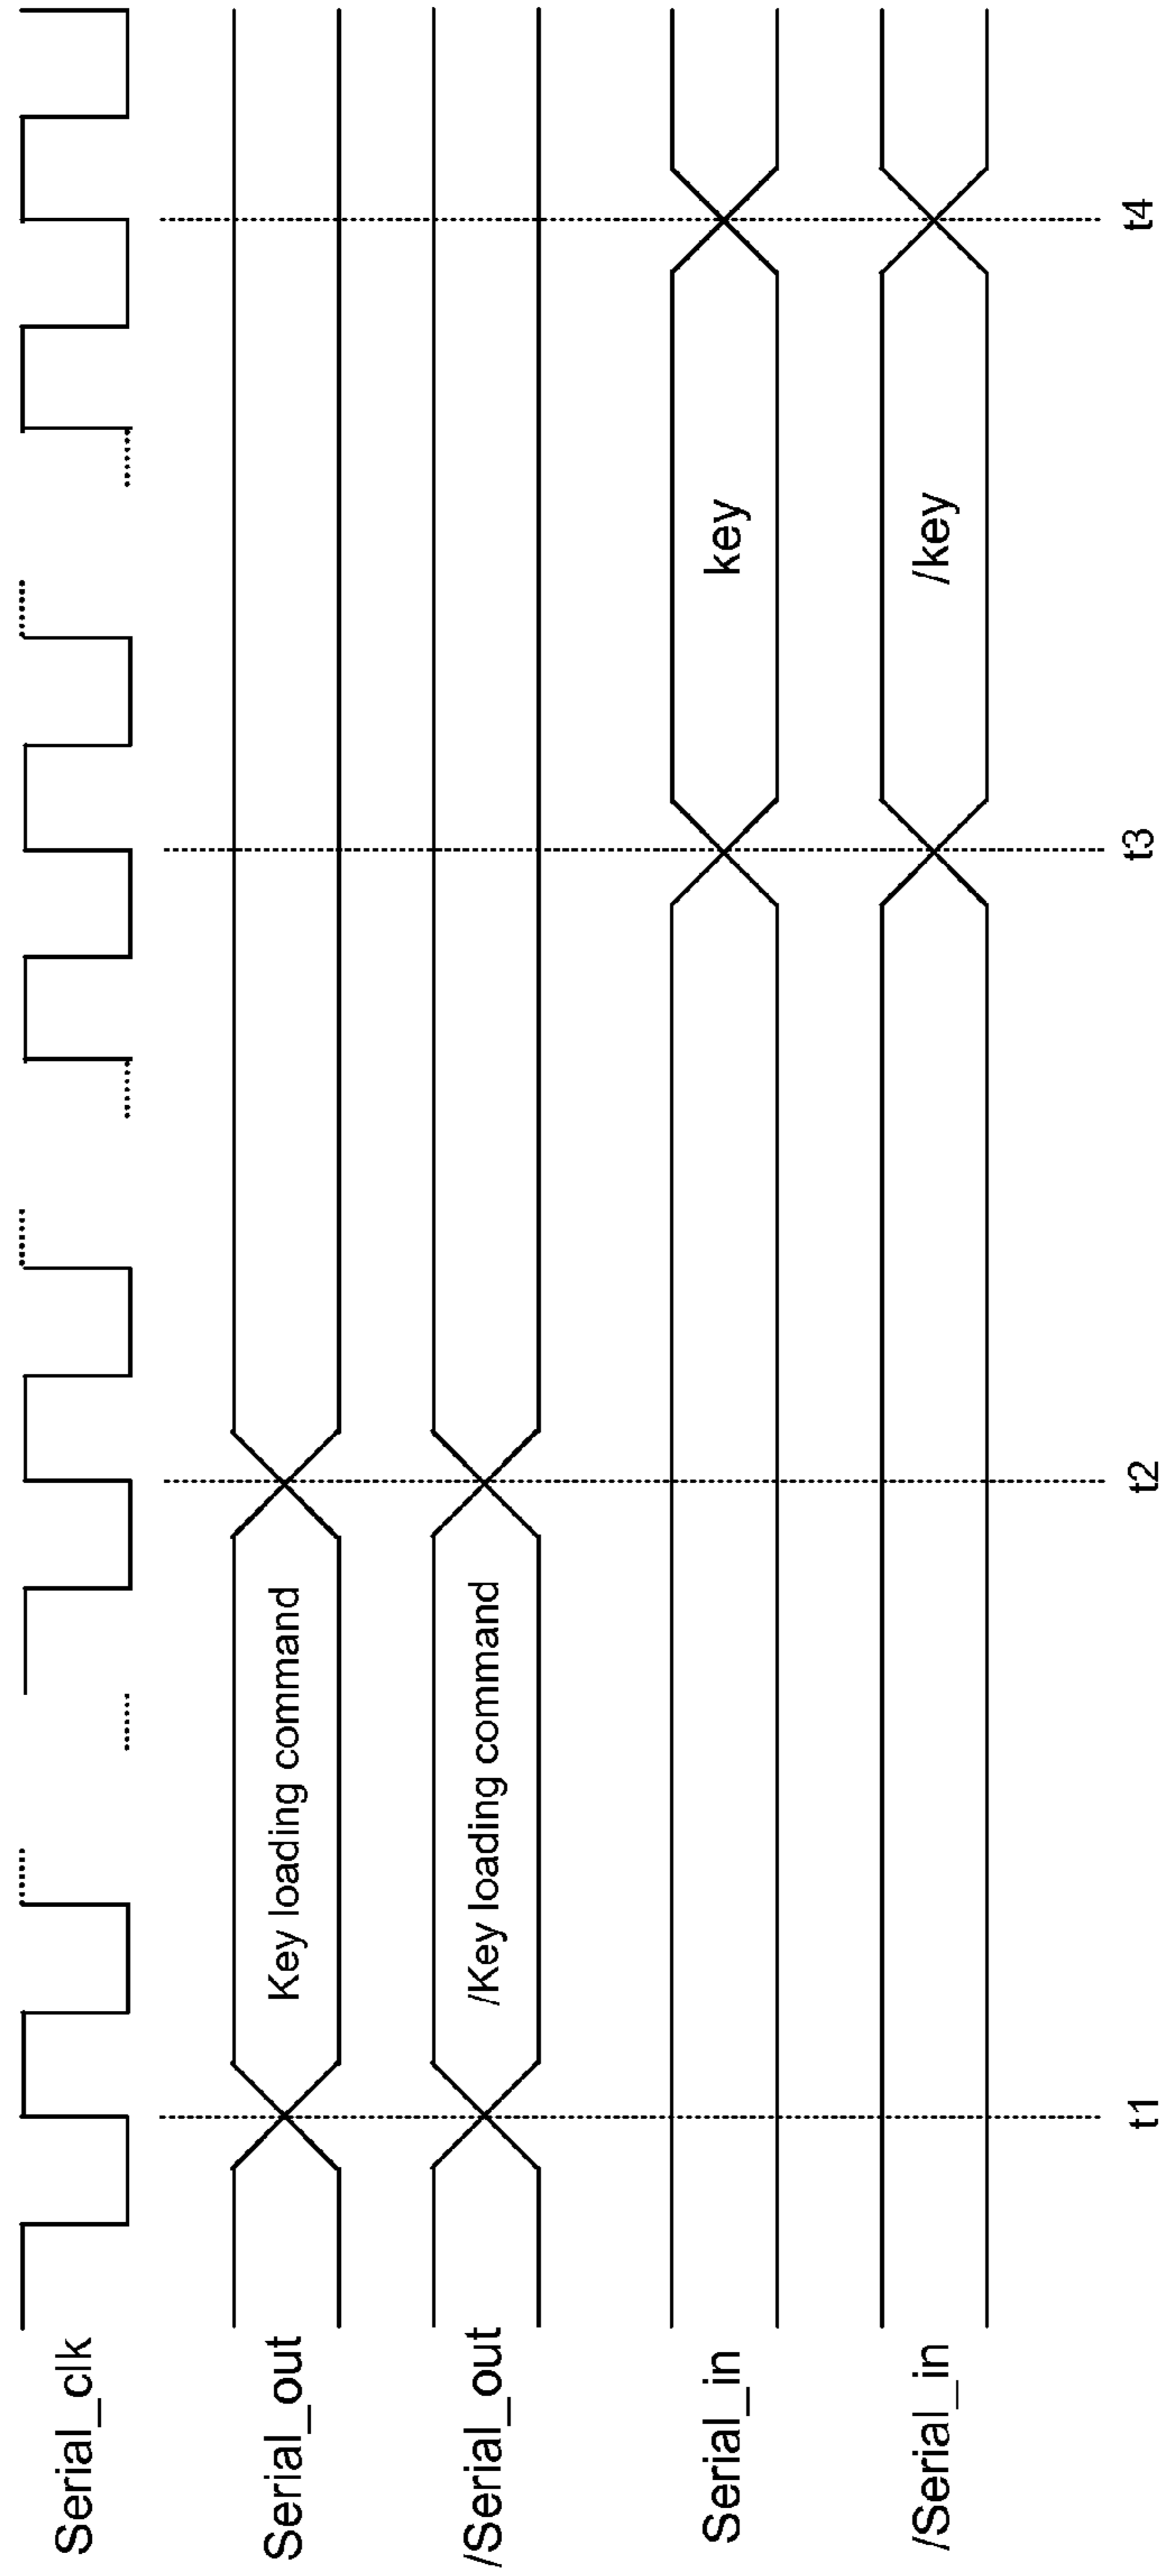 Serial_clk
Serial_out
Key loading command
/Serial_out
/Key loading command
Serial_in
key
/Serial_in
/key
t1
t2
t3
t4